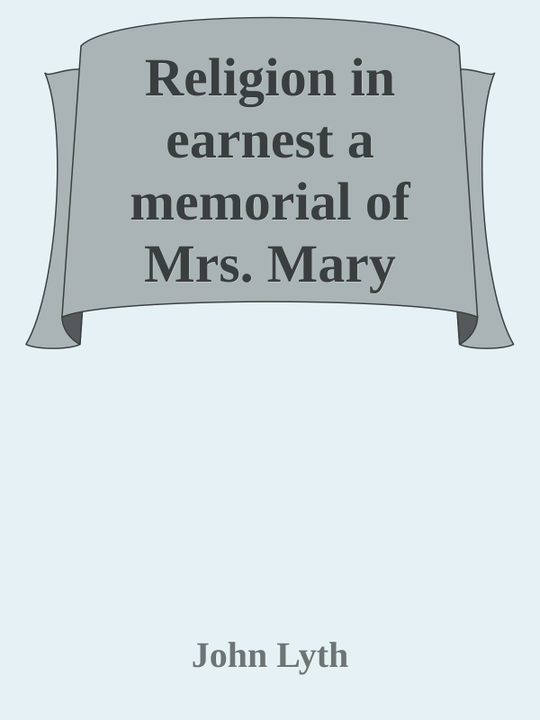 Religion in
earnest a
memorial of
Mrs. Mary
John Lyth